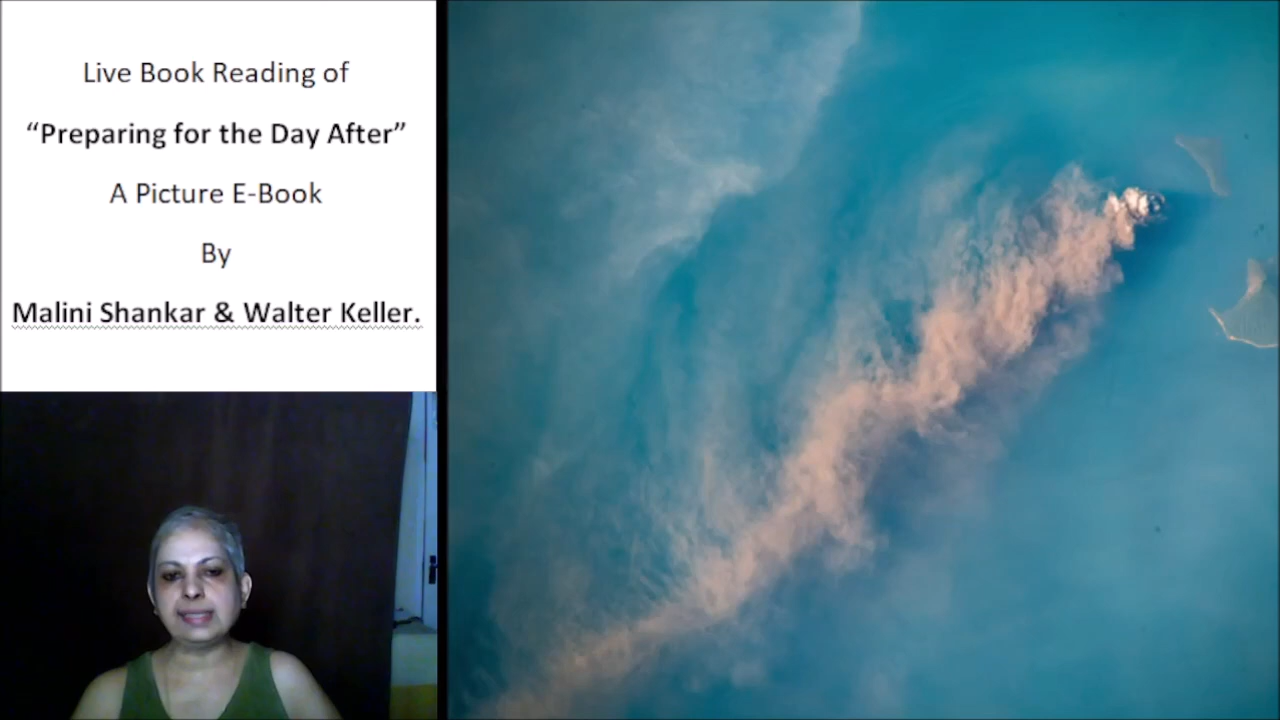 Live Book Reading of
“Preparing for the Day After”
A Picture E-Book
By
Malini Shankar & Walter Keller.